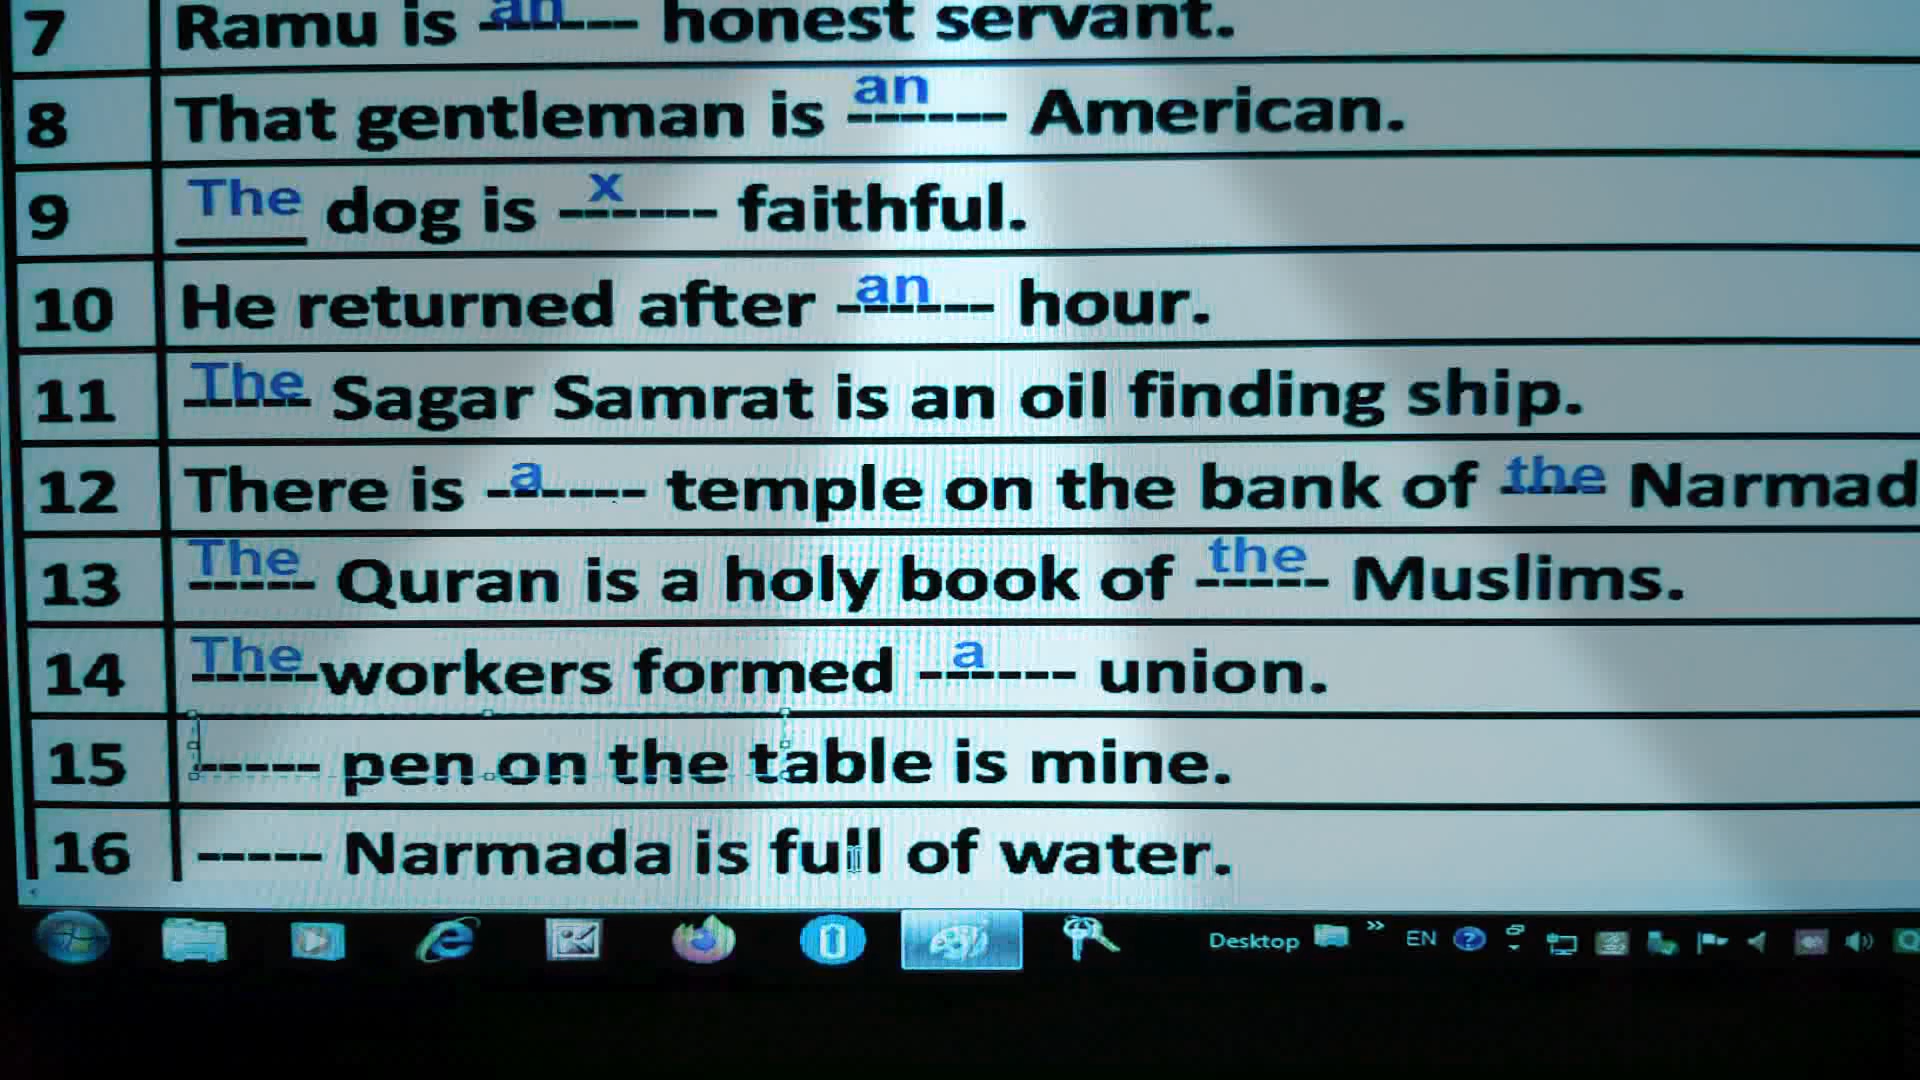 7 Ramu is an honest servant.
8 That gentleman is an American.
9 The dog is x faithful.
10 He returned after an hour.
11 The Sagar Samrat is an oil finding ship.
12 There is a temple on the bank of the Narmad
13 The Quran is a holy book of the Muslims.
14 The workers formed a union.
15 ----- pen on the table is mine.
16 ----- Narmada is full of water.
Desktop » EN